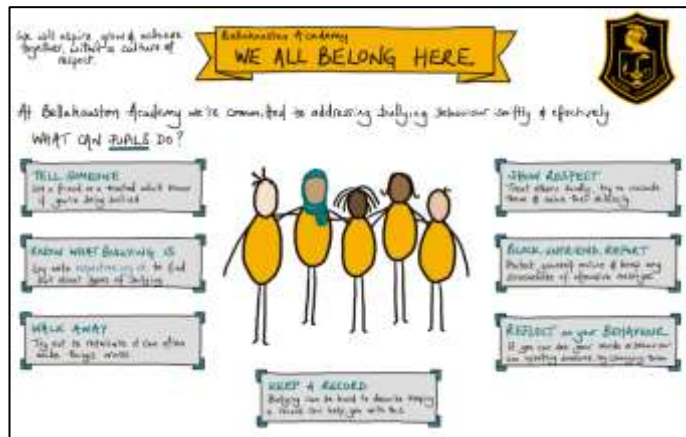 We will aspire, grow & achieve
together, within a culture of
respect.
Bellahouston Academy
WE ALL BELONG HERE
At Bellahouston Academy we're committed to addressing bullying behaviour swiftly & effectively
WHAT CAN PUPILS DO?
TELL SOMEONE
Let a friend or a trusted adult know
if you're being bullied
KNOW WHAT BULLYING IS
to find
out about types of bullying
WALK AWAY
Try not to retaliate it can often
make things worse
KEEP A RECORD
Bullying can be hard to describe keeping
a record can help you with this
SHOW RESPECT
Treat others kindly, try to include
them & value their diversity
BLOCK UNFRIEND REPORT
Protect yourself online & keep any
screenshots of offensive messages
REFLECT on your BEHAVIOUR
If you can see your words & behaviour
are upsetting someone, try changing them